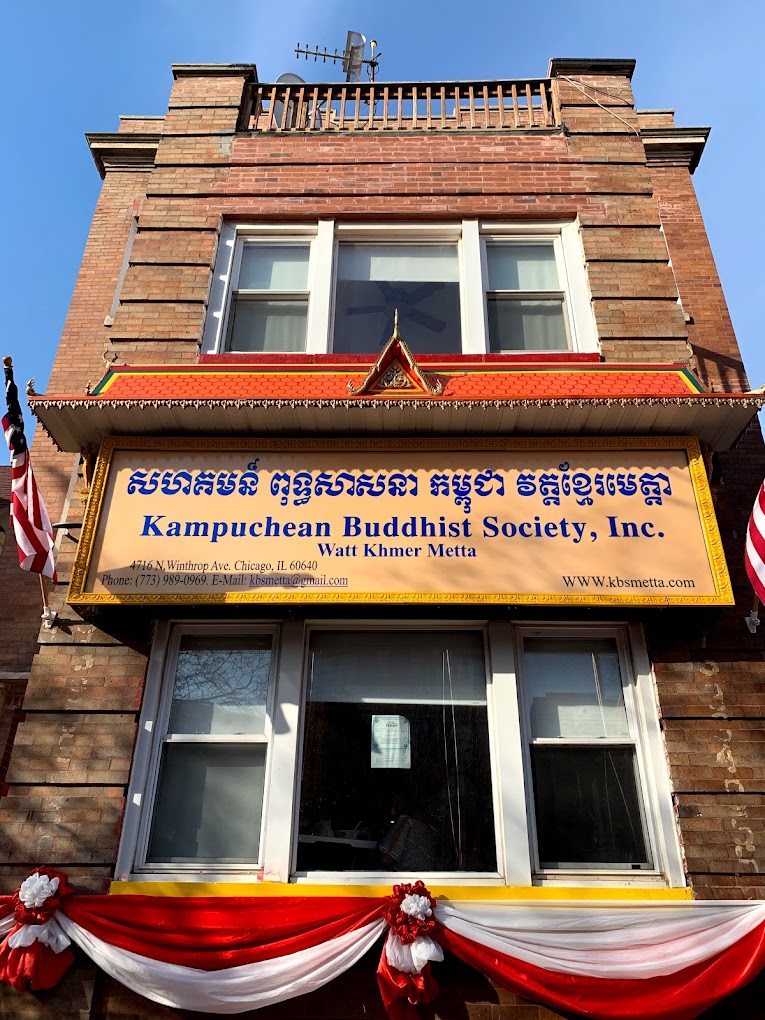 សហគមន៍ ពុទ្ធសាសនា កម្ពុជា វត្តខ្មែរមេត្តា
Kampuchean Buddhist Society, Inc.
Watt Khmer Metta
4716 N.Winthrop Ave. Chicago, IL 60640
Phone: (773) 989-0969. E-Mail: kbsmetta@gmail.com
WWW.kbsmetta.com